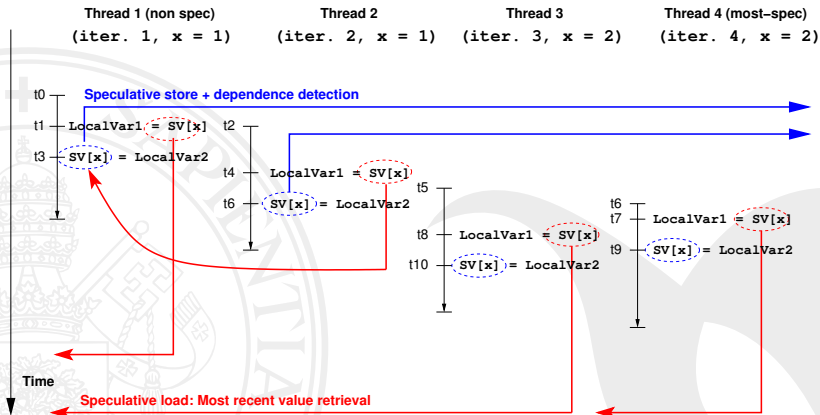 Thread 1 (non spec)
(iter. 1, x = 1)
Thread 2
(iter. 2, x = 1)
Thread 3
(iter. 3, x = 2)
Thread 4 (most−spec)
(iter. 4, x = 2)
t0
Speculative store + dependence detection
t1
LocalVar1 = SV[x]
t3
SV[x] = LocalVar2
t2
t4
LocalVar1 = SV[x]
t6
SV[x] = LocalVar2
t5
t8
LocalVar1 = SV[x]
t10
SV[x] = LocalVar2
t6
t7
LocalVar1 = SV[x]
t9
SV[x] = LocalVar2
Time
Speculative load: Most recent value retrieval
SAPIENTIA